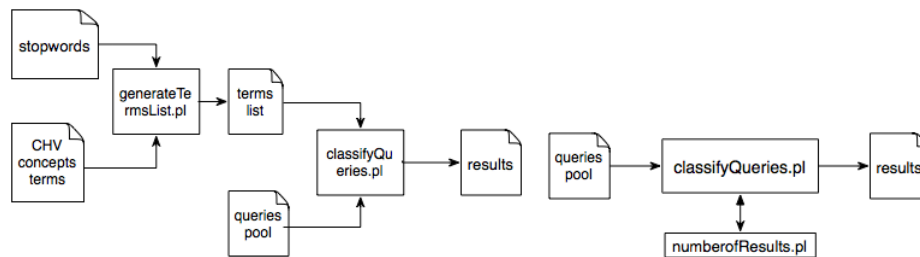 stopwords
generateTe
rmsList.pl
CHV
concepts
terms
terms
list
queries
pool
classifyQu
eries.pl
results
queries
pool
classifyQueries.pl
results
numberofResults.pl